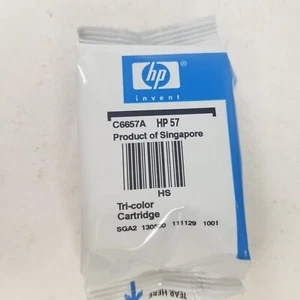 hp
invent
C6657A HP 57
Product of Singapore
HS
Tri-color
Cartridge
SGA2 111129 1001
TEAR HERE